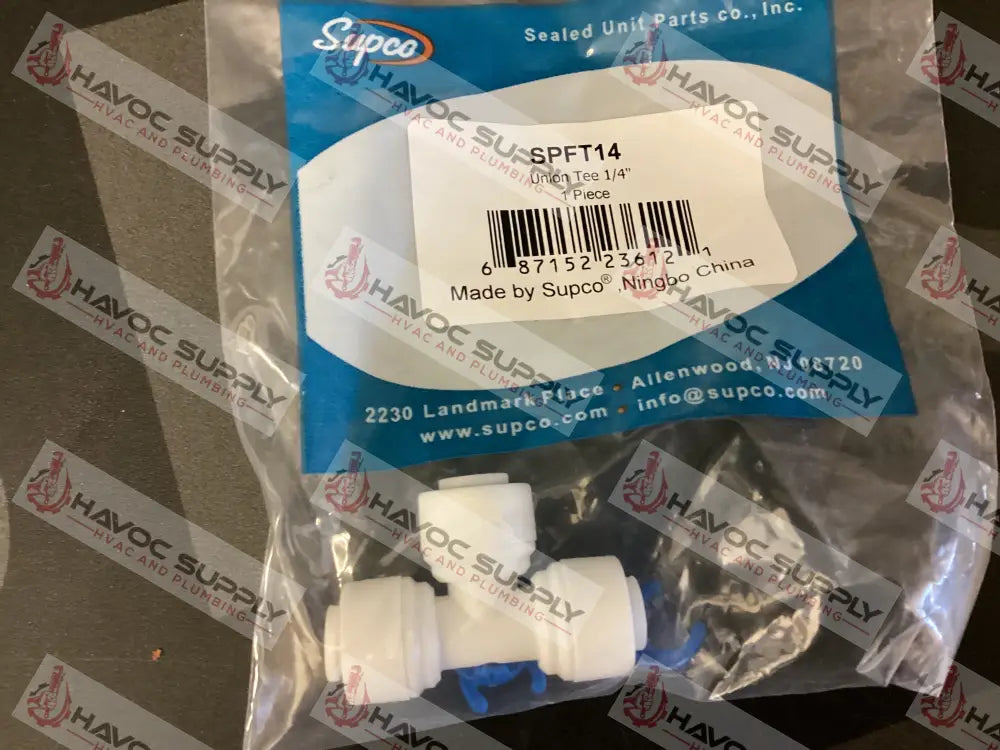 Supco
Sealed Unit Parts co., Inc.
SPFT14
Union Tee 1/4"
1 Piece
6 87152 23612 1
Made by Supco® ,Ningbo China
2230 Landmark Place • Allenwood, NJ 08720
www.supco.com • info@supco.com
HAVOC SUPPLY
HVAC AND PLUMBING